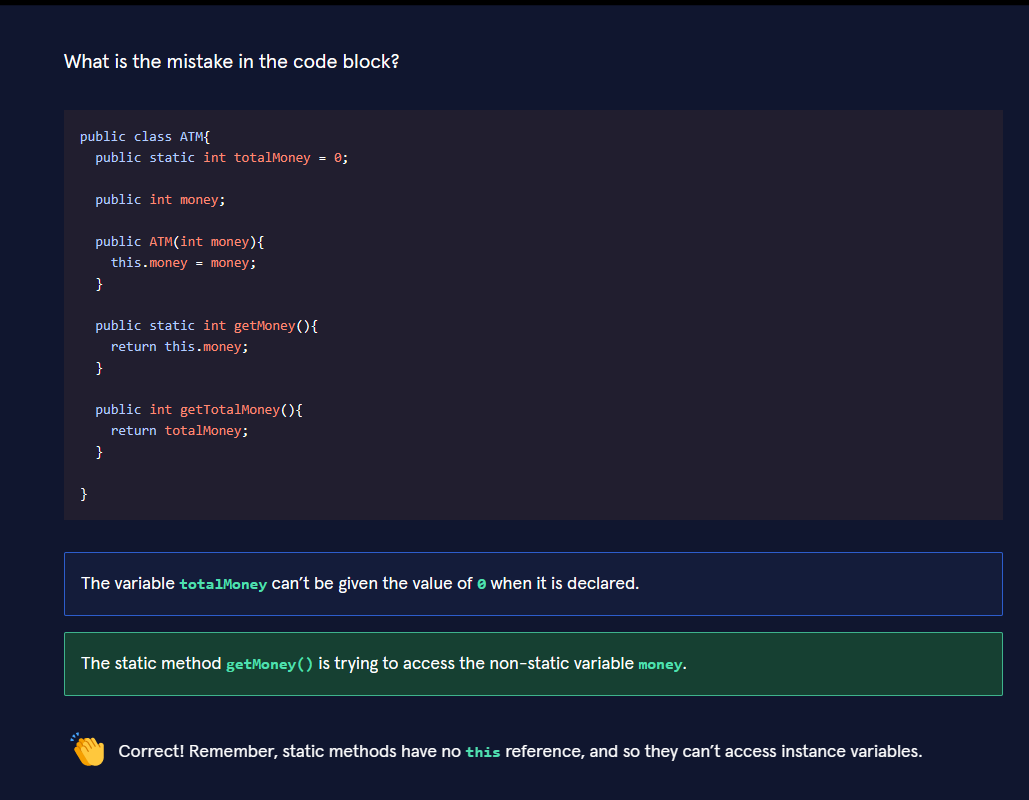 What is the mistake in the code block?
public class ATM{
  public static int totalMoney = 0;
  public int money;
  public ATM(int money){
    this.money = money;
  }
  public static int getMoney(){
    return this.money;
  }
  public int getTotalMoney(){
    return totalMoney;
  }
}
The variable totalMoney can’t be given the value of 0 when it is declared.
The static method getMoney() is trying to access the non-static variable money.
Correct! Remember, static methods have no this reference, and so they can’t access instance variables.